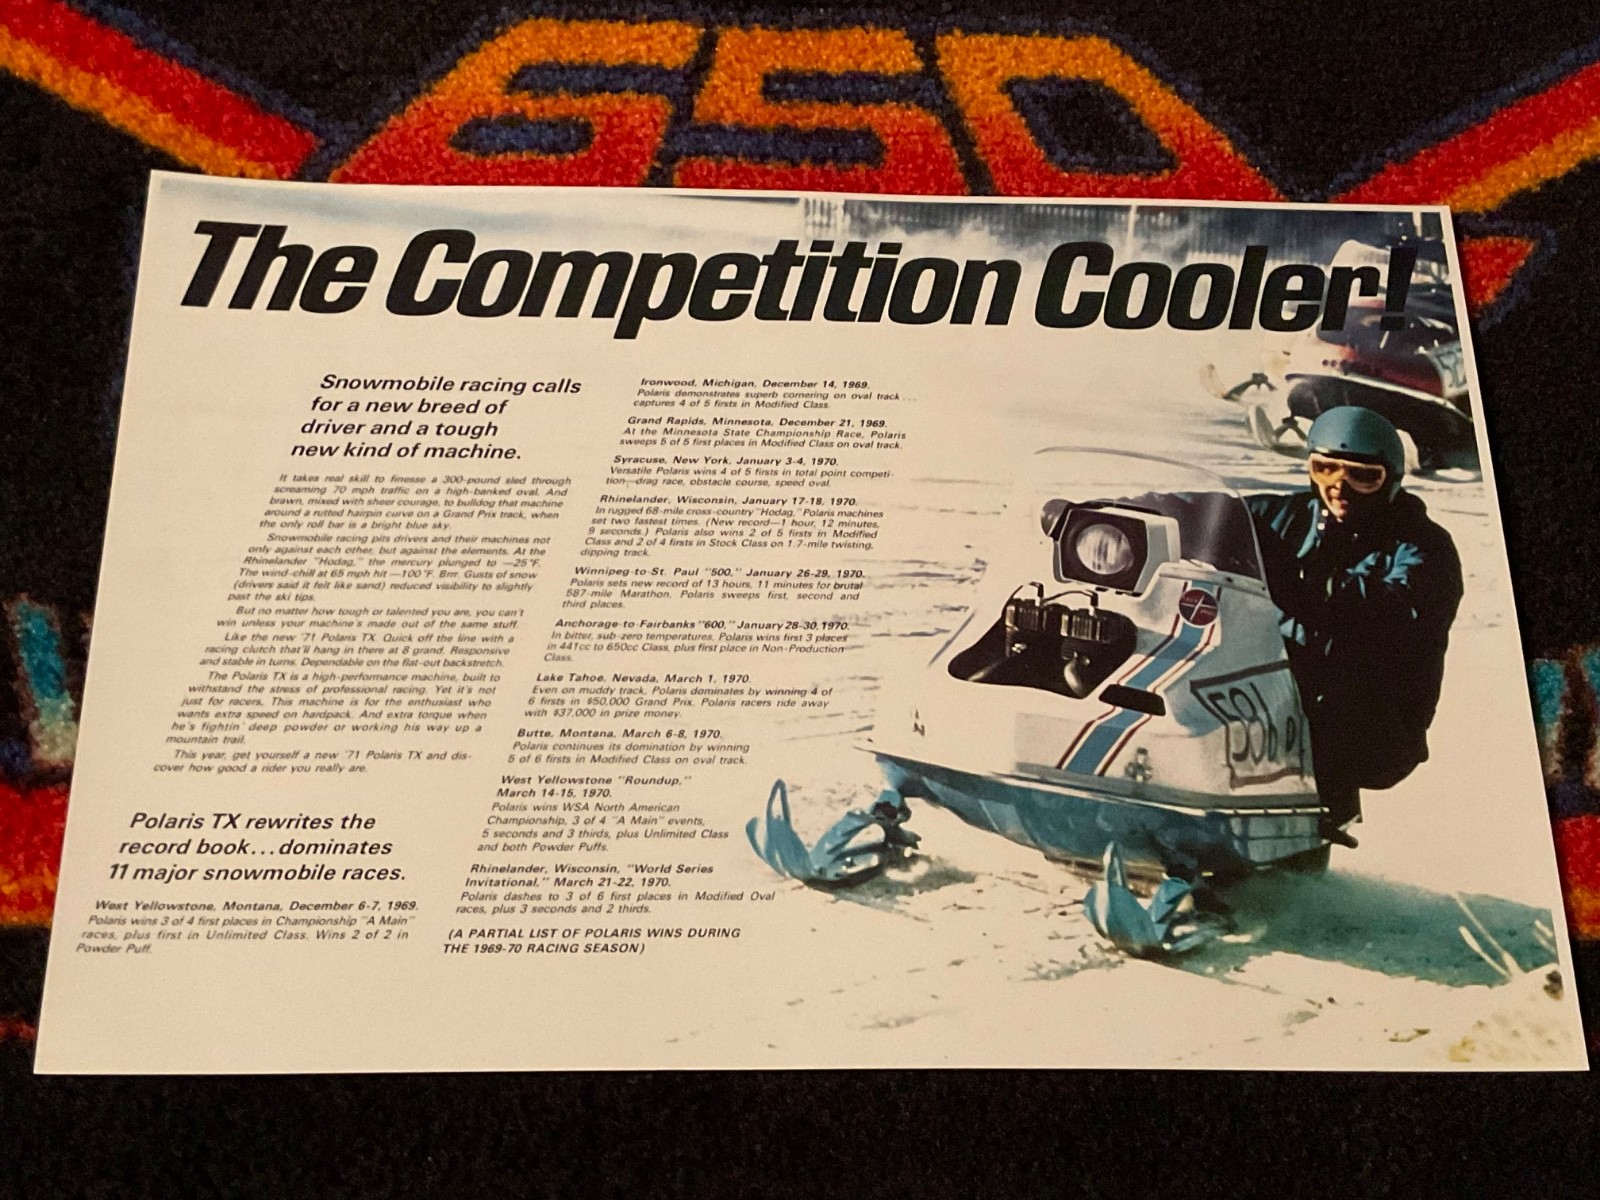 650
The Competition Cooler!
Snowmobile racing calls
for a new breed of
driver and a tough
new kind of machine.
It takes real skill to finesse a 300-pound sled through
screaming 70 mph traffic on a high-banked oval. And
brawn, mixed with sheer courage, to bulldog that machine
around a rutted hairpin curve on a Grand Prix track, when
the only roll bar is a bright blue sky.
Snowmobile racing pits drivers and their machines not
only against each other, but against the elements. At the
Rhinelander "Hodag," the mercury plunged to —25°F.
The wind-chill at 65 mph hit —100°F. Brrr. Gusts of snow
(drivers said it felt like sand) reduced visibility to slightly
past the ski tips.
But no matter how tough or talented you are, you can't
win unless your machine's made out of the same stuff.
Like the new '71 Polaris TX. Quick off the line with a
racing clutch that'll hang in there at 8 grand. Responsive
and stable in turns. Dependable on the flat-out backstretch.
The Polaris TX is a high-performance machine, built to
withstand the stress of professional racing. Yet it's not
just for racers. This machine is for the enthusiast who
wants extra speed on hardpack. And extra torque when
he's fightin' deep powder or working his way up a
mountain trail.
This year, get yourself a new '71 Polaris TX and dis-
cover how good a rider you really are.
Polaris TX rewrites the
record book...dominates
11 major snowmobile races.
West Yellowstone, Montana, December 6-7, 1969.
Polaris wins 3 of 4 first places in Championship "A Main"
races, plus first in Unlimited Class. Wins 2 of 2 in
Powder Puff.
Ironwood, Michigan, December 14, 1969.
Polaris demonstrates superb cornering on oval track ...
captures 4 of 5 firsts in Modified Class.
Grand Rapids, Minnesota, December 21, 1969.
At the Minnesota State Championship Race, Polaris
sweeps 5 of 5 first places in Modified Class on oval track.
Syracuse, New York, January 3-4, 1970.
Versatile Polaris wins 4 of 5 firsts in total point competi-
tion—drag race, obstacle course, speed oval.
Rhinelander, Wisconsin, January 17-18, 1970.
In rugged 68-mile cross-country "Hodag," Polaris machines
set two fastest times. (New record—1 hour, 12 minutes,
9 seconds.) Polaris also wins 2 of 5 firsts in Modified
Class and 2 of 4 firsts in Stock Class on 1.7-mile twisting,
dipping track.
Winnipeg-to-St. Paul "500," January 26-29, 1970.
Polaris sets new record of 13 hours, 11 minutes for brutal
587-mile Marathon. Polaris sweeps first, second and
third places.
Anchorage-to-Fairbanks "600," January 28-30, 1970.
In bitter, sub-zero temperatures, Polaris wins first 3 places
in 441cc to 650cc Class, plus first place in Non-Production
Class.
Lake Tahoe, Nevada, March 1, 1970.
Even on muddy track, Polaris dominates by winning 4 of
6 firsts in $50,000 Grand Prix. Polaris racers ride away
with $37,000 in prize money.
Butte, Montana, March 6-8, 1970.
Polaris continues its domination by winning
5 of 6 firsts in Modified Class on oval track.
West Yellowstone "Roundup,"
March 14-15, 1970.
Polaris wins WSA North American
Championship, 3 of 4 "A Main" events,
5 seconds and 3 thirds, plus Unlimited Class
and both Powder Puffs.
Rhinelander, Wisconsin, "World Series
Invitational," March 21-22, 1970.
Polaris dashes to 3 of 6 first places in Modified Oval
races, plus 3 seconds and 2 thirds.
(A PARTIAL LIST OF POLARIS WINS DURING
THE 1969-70 RACING SEASON)
586